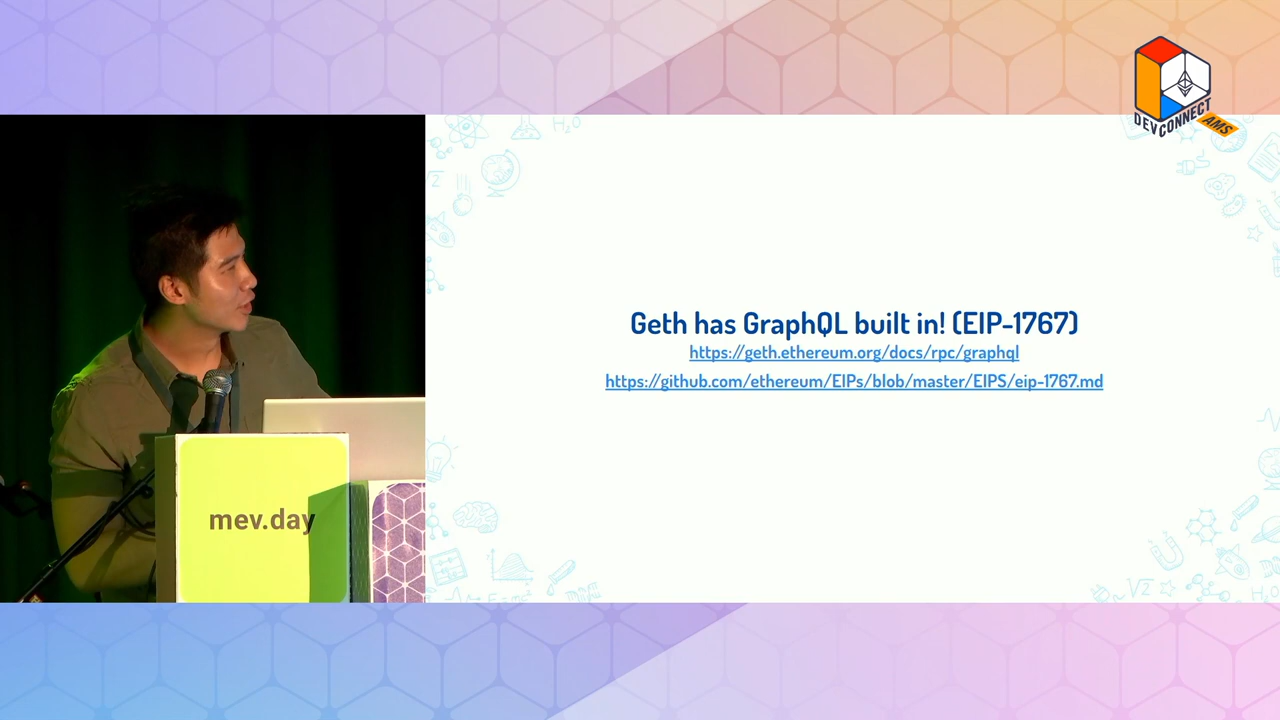 DEVCONNECT
AMS
H₂O
Geth has GraphQL built in! (EIP-1767)
https://geth.ethereum.org/docs/rpc/graphql
https://github.com/ethereum/EIPs/blob/master/EIPS/eip-1767.md
mev.day